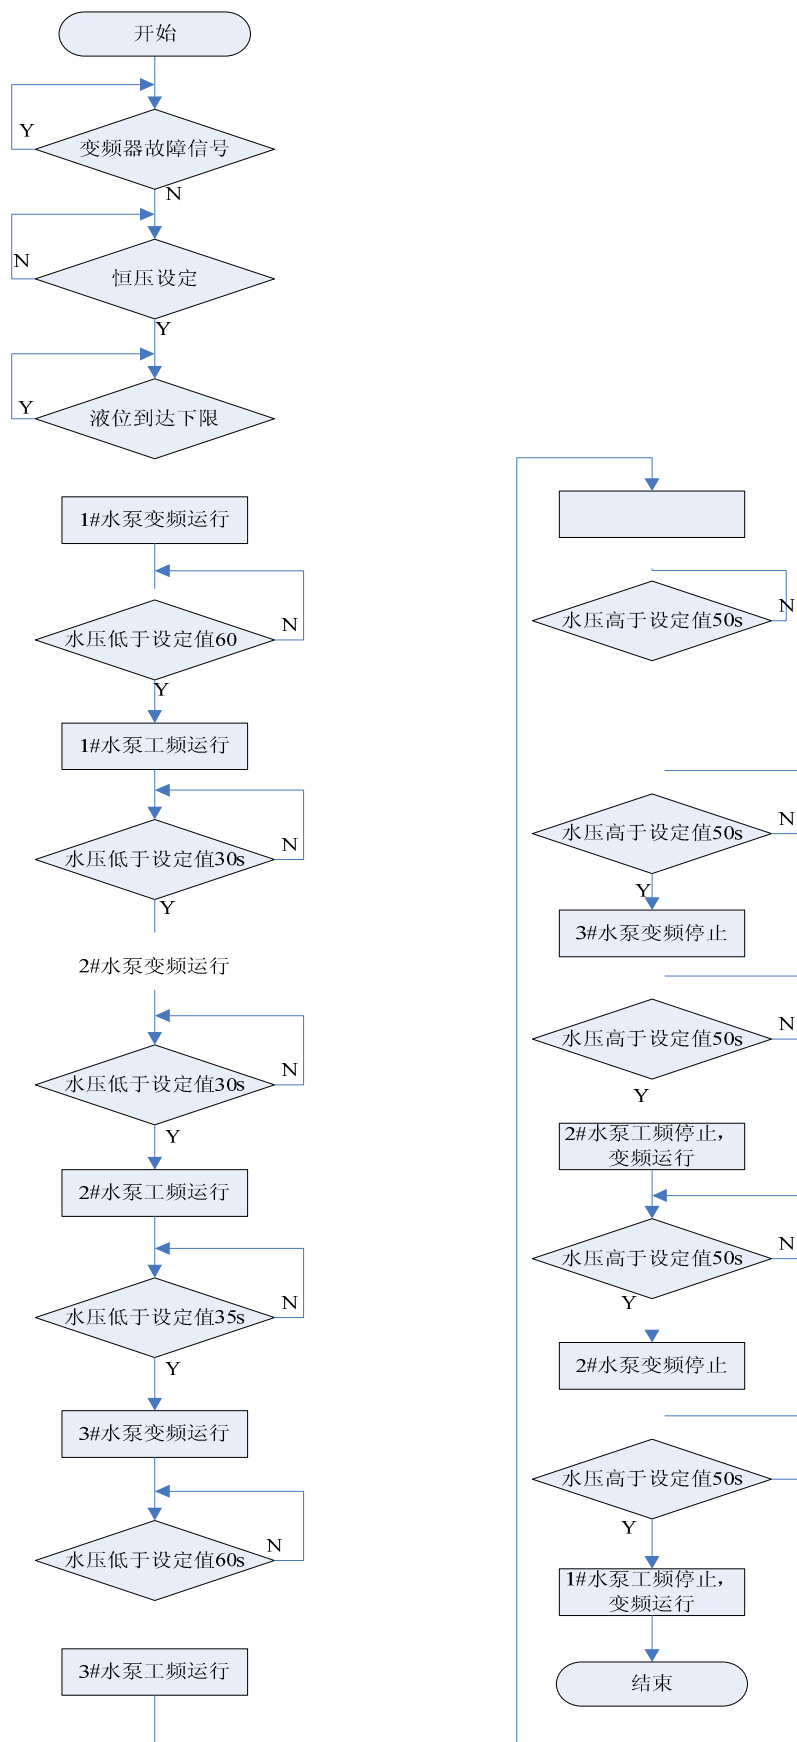 开始
Y
变频器故障信号
N
N
恒压设定
Y
Y
液位到达下限
1#水泵变频运行
N
水压低于设定值60
Y
1#水泵工频运行
N
水压低于设定值30s
Y
2#水泵变频运行
N
水压低于设定值30s
Y
2#水泵工频运行
N
水压低于设定值35s
Y
3#水泵变频运行
N
水压低于设定值60s
3#水泵工频运行
N
水压高于设定值50s
N
水压高于设定值50s
Y
3#水泵变频停止
N
水压高于设定值50s
Y
2#水泵工频停止，
变频运行
N
水压高于设定值50s
Y
2#水泵变频停止
水压高于设定值50s
Y
1#水泵工频停止，
变频运行
结束